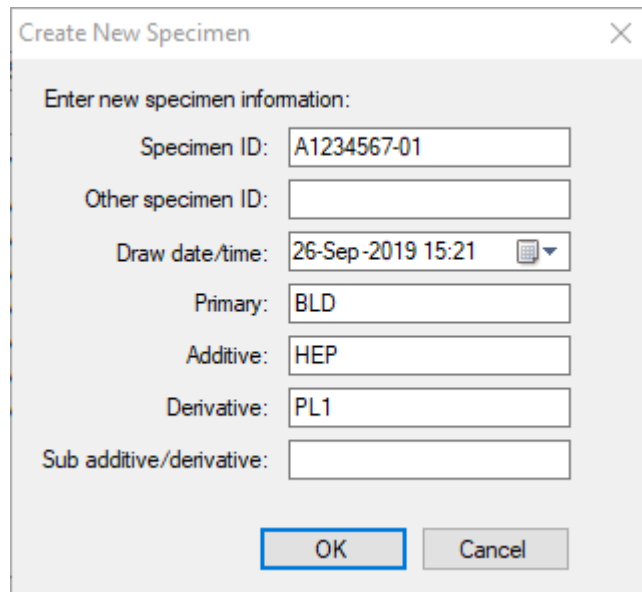 Create New Specimen
Enter new specimen information:
Specimen ID: A1234567-01
Other specimen ID:
Draw date/time: 26-Sep-2019 15:21
Primary: BLD
Additive: HEP
Derivative: PL1
Sub additive/derivative:
OK Cancel